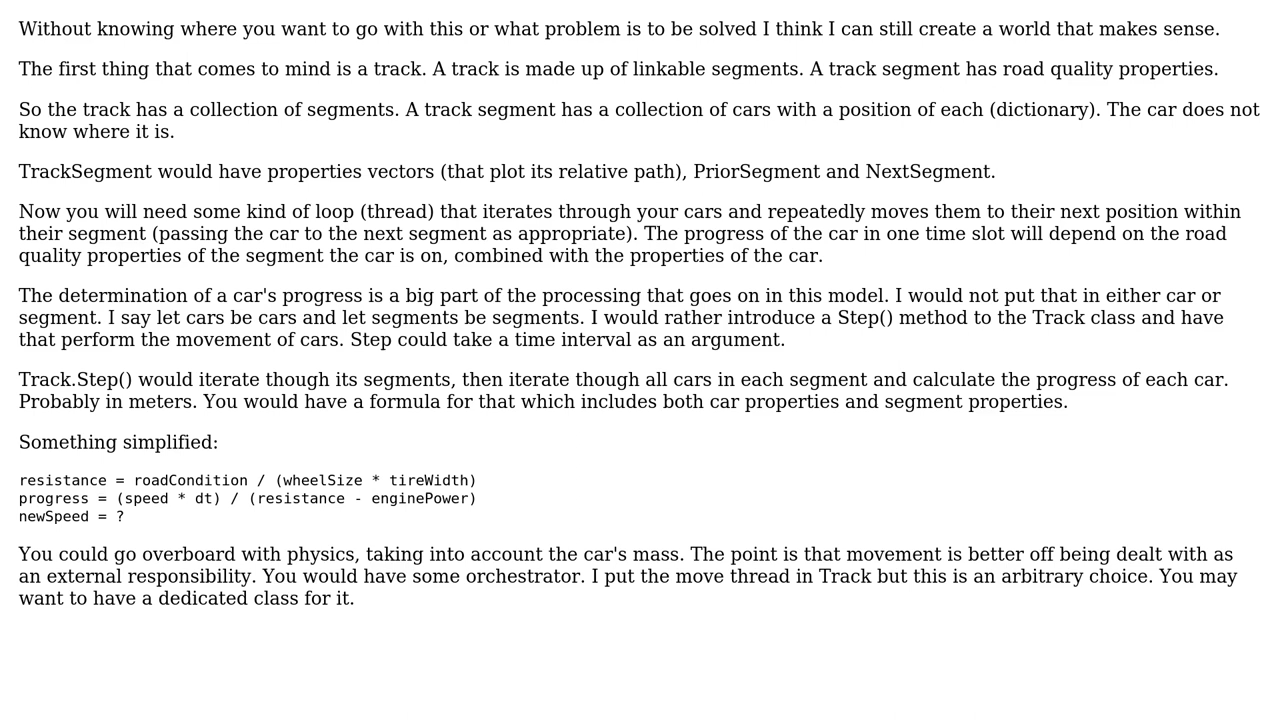 Without knowing where you want to go with this or what problem is to be solved I think I can still create a world that makes sense.
The first thing that comes to mind is a track. A track is made up of linkable segments. A track segment has road quality properties.
So the track has a collection of segments. A track segment has a collection of cars with a position of each (dictionary). The car does not
know where it is.
TrackSegment would have properties vectors (that plot its relative path), PriorSegment and NextSegment.
Now you will need some kind of loop (thread) that iterates through your cars and repeatedly moves them to their next position within
their segment (passing the car to the next segment as appropriate). The progress of the car in one time slot will depend on the road
quality properties of the segment the car is on, combined with the properties of the car.
The determination of a car's progress is a big part of the processing that goes on in this model. I would not put that in either car or
segment. I say let cars be cars and let segments be segments. I would rather introduce a Step() method to the Track class and have
that perform the movement of cars. Step could take a time interval as an argument.
Track.Step() would iterate though its segments, then iterate though all cars in each segment and calculate the progress of each car.
Probably in meters. You would have a formula for that which includes both car properties and segment properties.
Something simplified:
resistance = roadCondition / (wheelSize * tireWidth)
progress = (speed * dt) / (resistance - enginePower)
newSpeed = ?
You could go overboard with physics, taking into account the car's mass. The point is that movement is better off being dealt with as
an external responsibility. You would have some orchestrator. I put the move thread in Track but this is an arbitrary choice. You may
want to have a dedicated class for it.